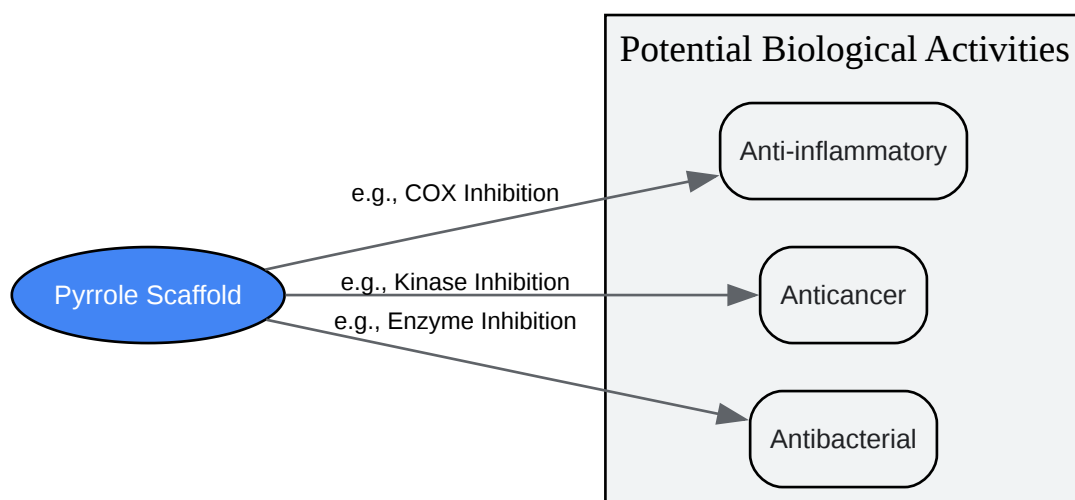 Potential Biological Activities
Anti-inflammatory
e.g., COX Inhibition
e.g., Kinase Inhibition
Pyrrole Scaffold
Anticancer
e.g., Enzyme Inhibition
Antibacterial